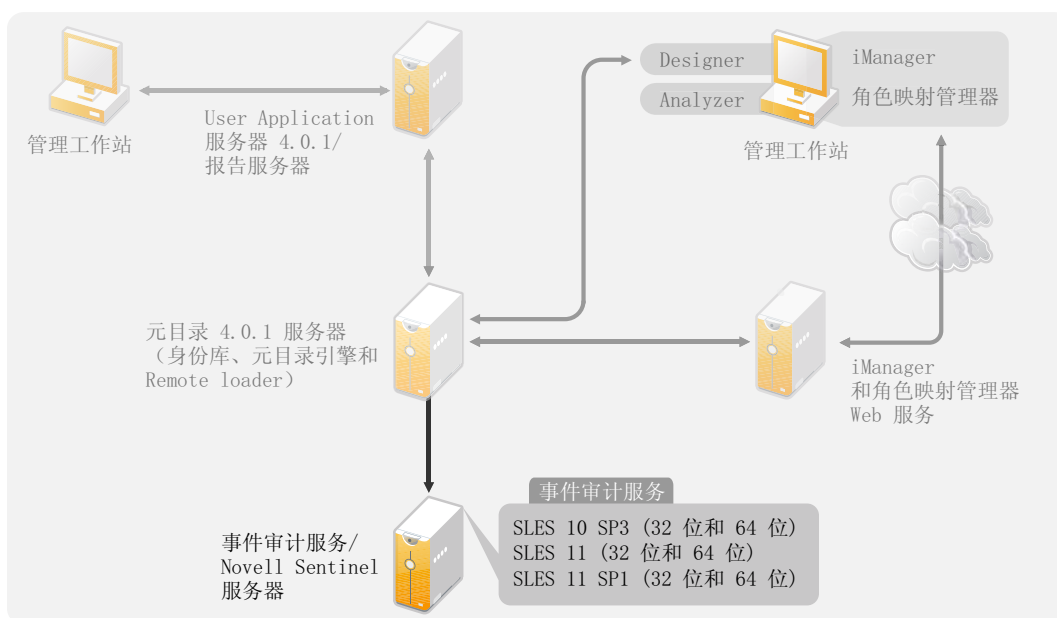 管理工作站
User Application
服务器 4.0.1/
报告服务器
Designer
Analyzer
iManager
角色映射管理器
管理工作站
元目录 4.0.1 服务器
（身份库、元目录引擎和
Remote loader）
iManager
和角色映射管理器
Web 服务
事件审计服务/
Novell Sentinel
服务器
事件审计服务
SLES 10 SP3 (32 位和 64 位)
SLES 11 (32 位和 64 位)
SLES 11 SP1 (32 位和 64 位)